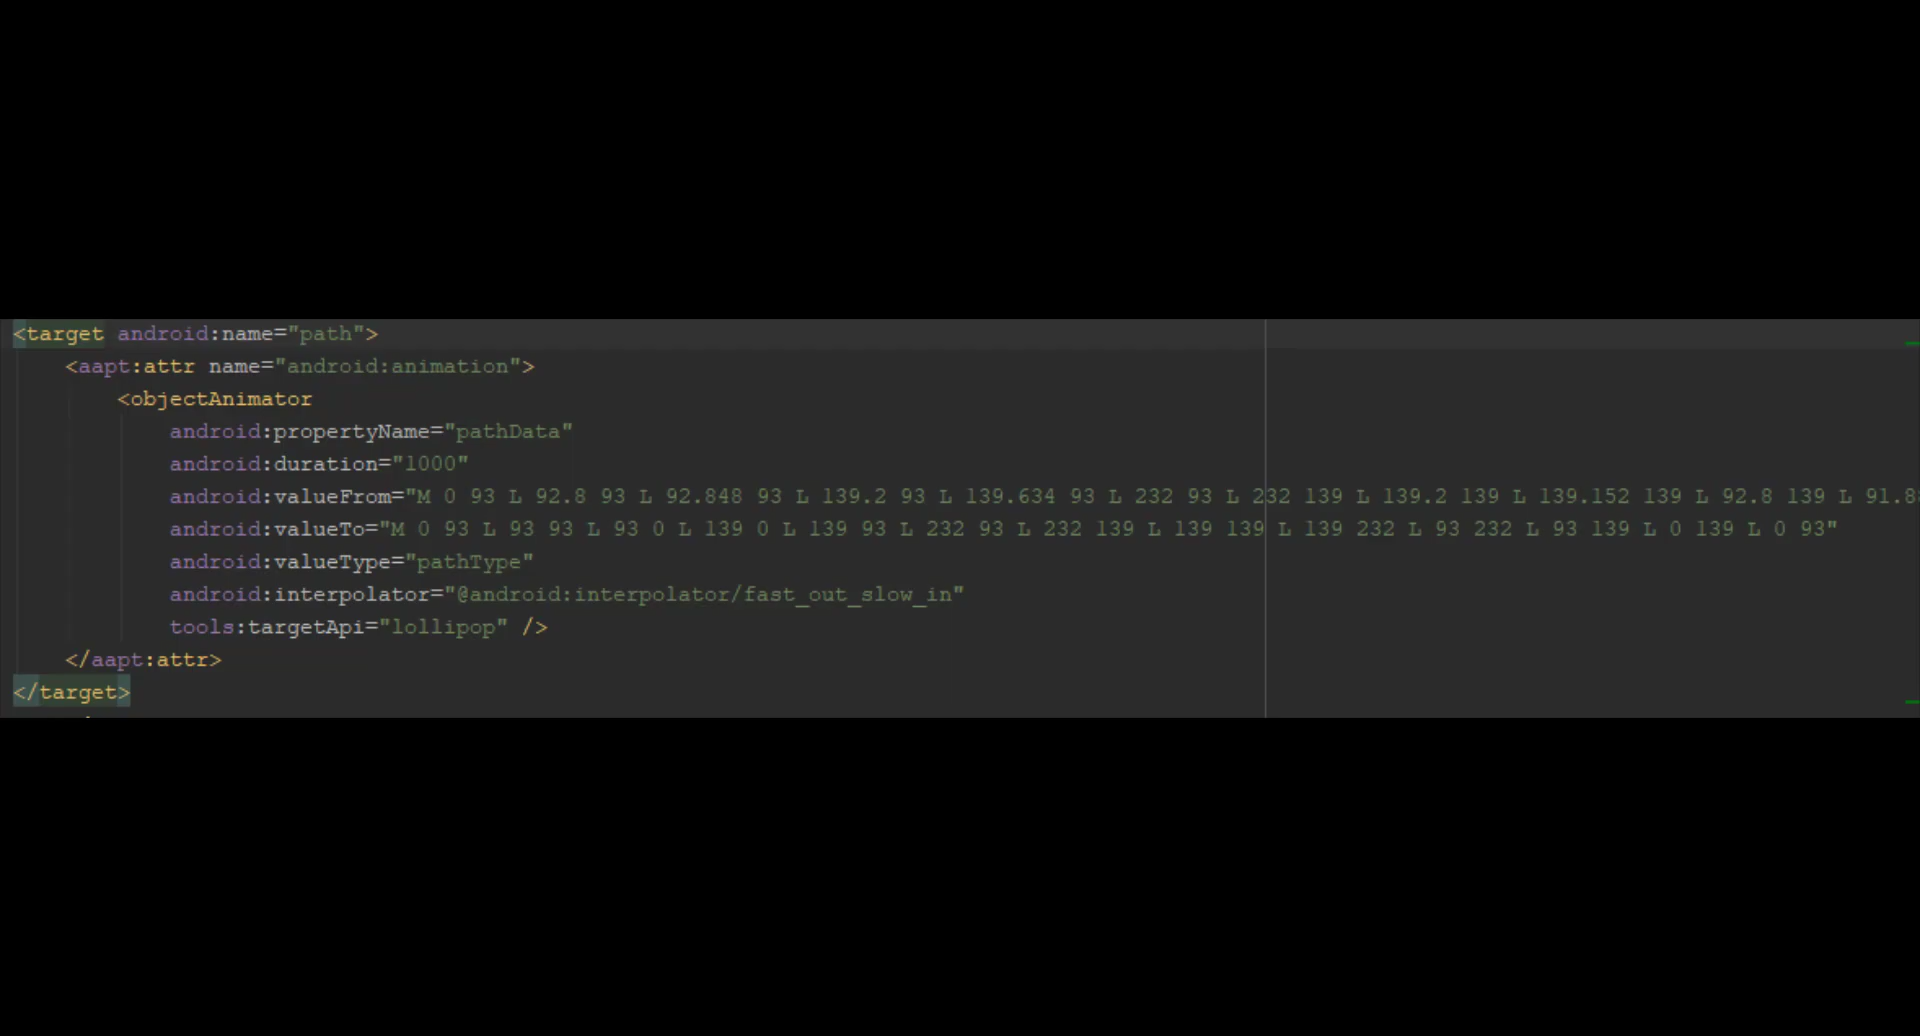 <target android:name="path">
<aapt:attr name="android:animation">
<objectAnimator
android:propertyName="pathData"
android:duration="1000"
android:valueFrom="M 0 93 L 92.8 93 L 92.848 93 L 139.2 93 L 139.634 93 L 232 93 L 232 139 L 139.2 139 L 139.152 139 L 92.8 139 L 91.8
android:valueTo="M 0 93 L 93 93 L 93 0 L 139 0 L 139 93 L 232 93 L 232 139 L 139 139 L 139 232 L 93 232 L 93 139 L 0 139 L 0 93"
android:valueType="pathType"
android:interpolator="@android:interpolator/fast_out_slow_in"
tools:targetApi="lollipop" />
</aapt:attr>
</target>